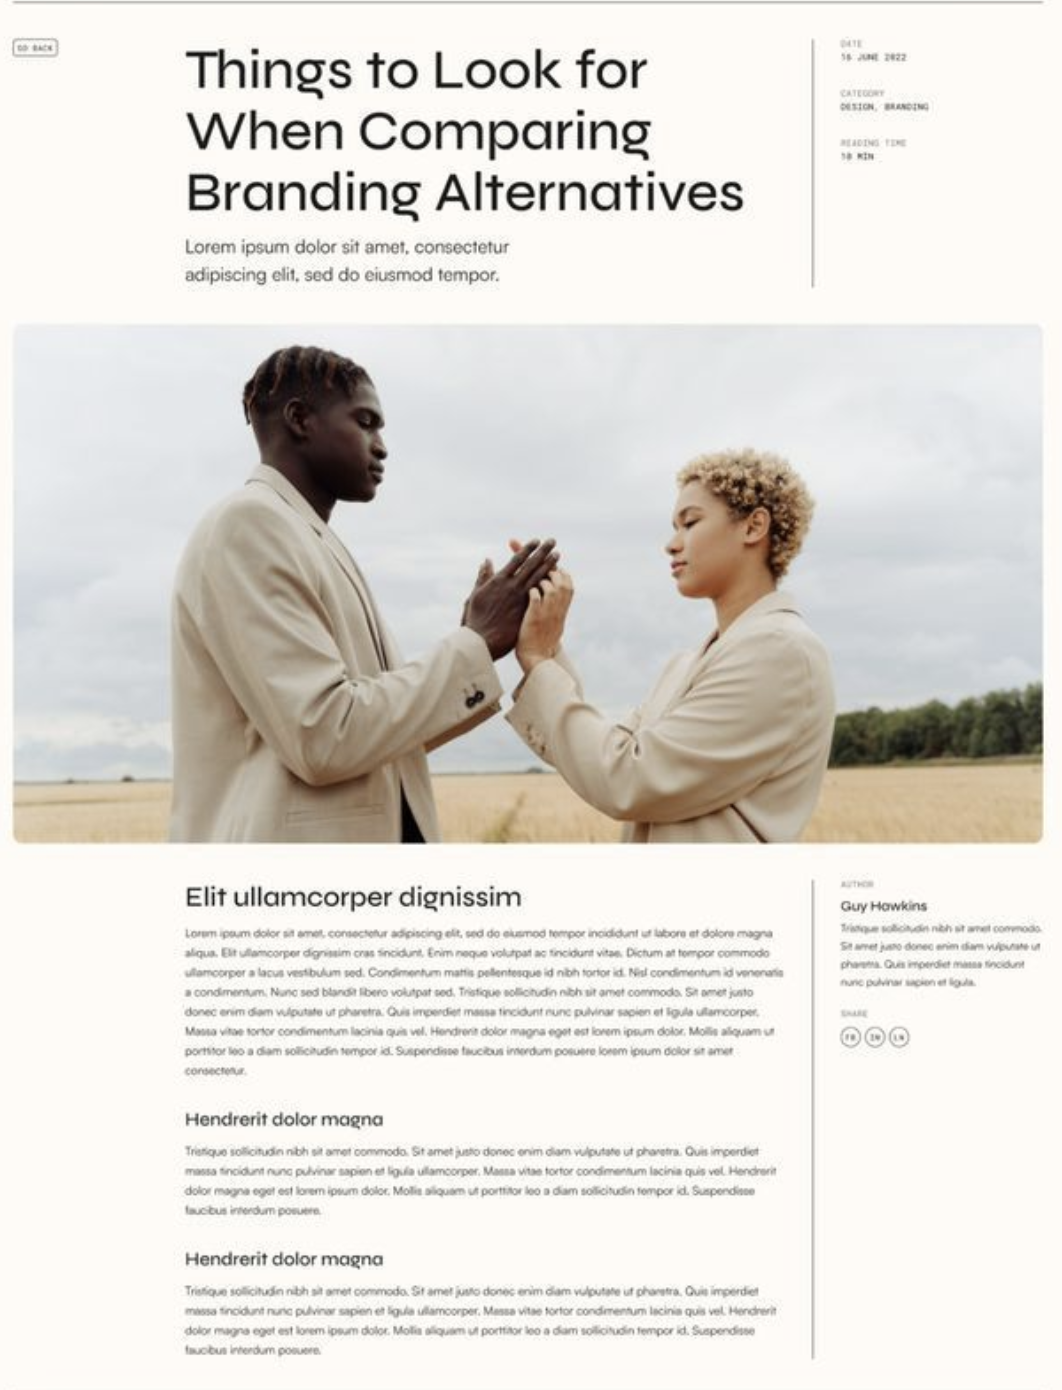 GO BACK
Things to Look for
When Comparing
Branding Alternatives
Lorem ipsum dolor sit amet, consectetur
adipiscing elit, sed do eiusmod tempor.
DATE
16 JUNE 2022
CATEGORY
DESIGN, BRANDING
READING TIME
10 MIN
Elit ullamcorper dignissim
Lorem ipsum dolor sit amet, consectetur adipiscing elit, sed do eiusmod tempor incididunt ut labore et dolore magna
aliqua. Elit ullamcorper dignissim cras tincidunt. Enim neque volutpat ac tincidunt vitae. Dictum at tempor commodo
ullamcorper a lacus vestibulum sed. Condimentum mattis pellentesque id nibh tortor id. Nisl condimentum id venenatis
a condimentum. Nunc sed blandit libero volutpat sed. Tristique sollicitudin nibh sit amet commodo. Sit amet justo
donec enim diam vulputate ut pharetra. Quis imperdiet massa tincidunt nunc pulvinar sapien et ligula ullamcorper.
Massa vitae tortor condimentum lacinia quis vel. Hendrerit dolor magna eget est lorem ipsum dolor. Mollis aliquam ut
porttitor leo a diam sollicitudin tempor id. Suspendisse faucibus interdum posuere lorem ipsum dolor sit amet
consectetur.
Hendrerit dolor magna
Tristique sollicitudin nibh sit amet commodo. Sit amet justo donec enim diam vulputate ut pharetra. Quis imperdiet
massa tincidunt nunc pulvinar sapien et ligula ullamcorper. Massa vitae tortor condimentum lacinia quis vel. Hendrerit
dolor magna eget est lorem ipsum dolor. Mollis aliquam ut porttitor leo a diam sollicitudin tempor id. Suspendisse
faucibus interdum posuere.
Hendrerit dolor magna
Tristique sollicitudin nibh sit amet commodo. Sit amet justo donec enim diam vulputate ut pharetra. Quis imperdiet
massa tincidunt nunc pulvinar sapien et ligula ullamcorper. Massa vitae tortor condimentum lacinia quis vel. Hendrerit
dolor magna eget est lorem ipsum dolor. Mollis aliquam ut porttitor leo a diam sollicitudin tempor id. Suspendisse
faucibus interdum posuere.
AUTHOR
Guy Hawkins
Tristique sollicitudin nibh sit amet commodo.
Sit amet justo donec enim diam vulputate ut
pharetra. Quis imperdiet massa tincidunt
nunc pulvinar sapien et ligula.
SHARE
IN
LN